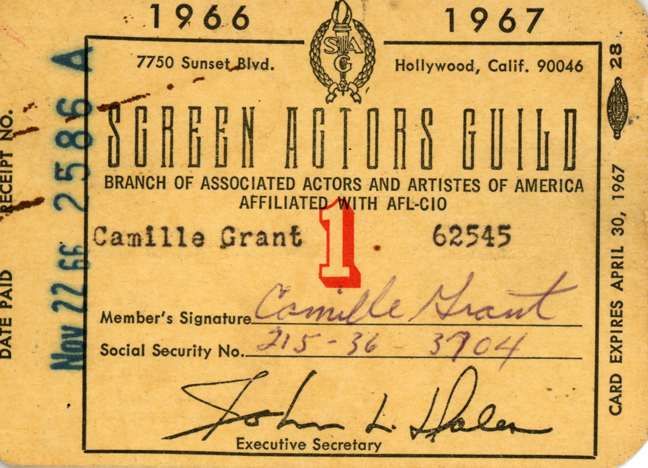 1966 1967
7750 Sunset Blvd. SAG Hollywood, Calif. 90046
SCREEN ACTORS GUILD
BRANCH OF ASSOCIATED ACTORS AND ARTISTES OF AMERICA
AFFILIATED WITH AFL-CIO
Camille Grant 1 62545
Member's Signature Camille Grant
Social Security No. 215-36-3704
John L. Dales
Executive Secretary
DATE PAID RECEIPT NO.
Nov 22 66 2586 A
CARD EXPIRES APRIL 30, 1967 28